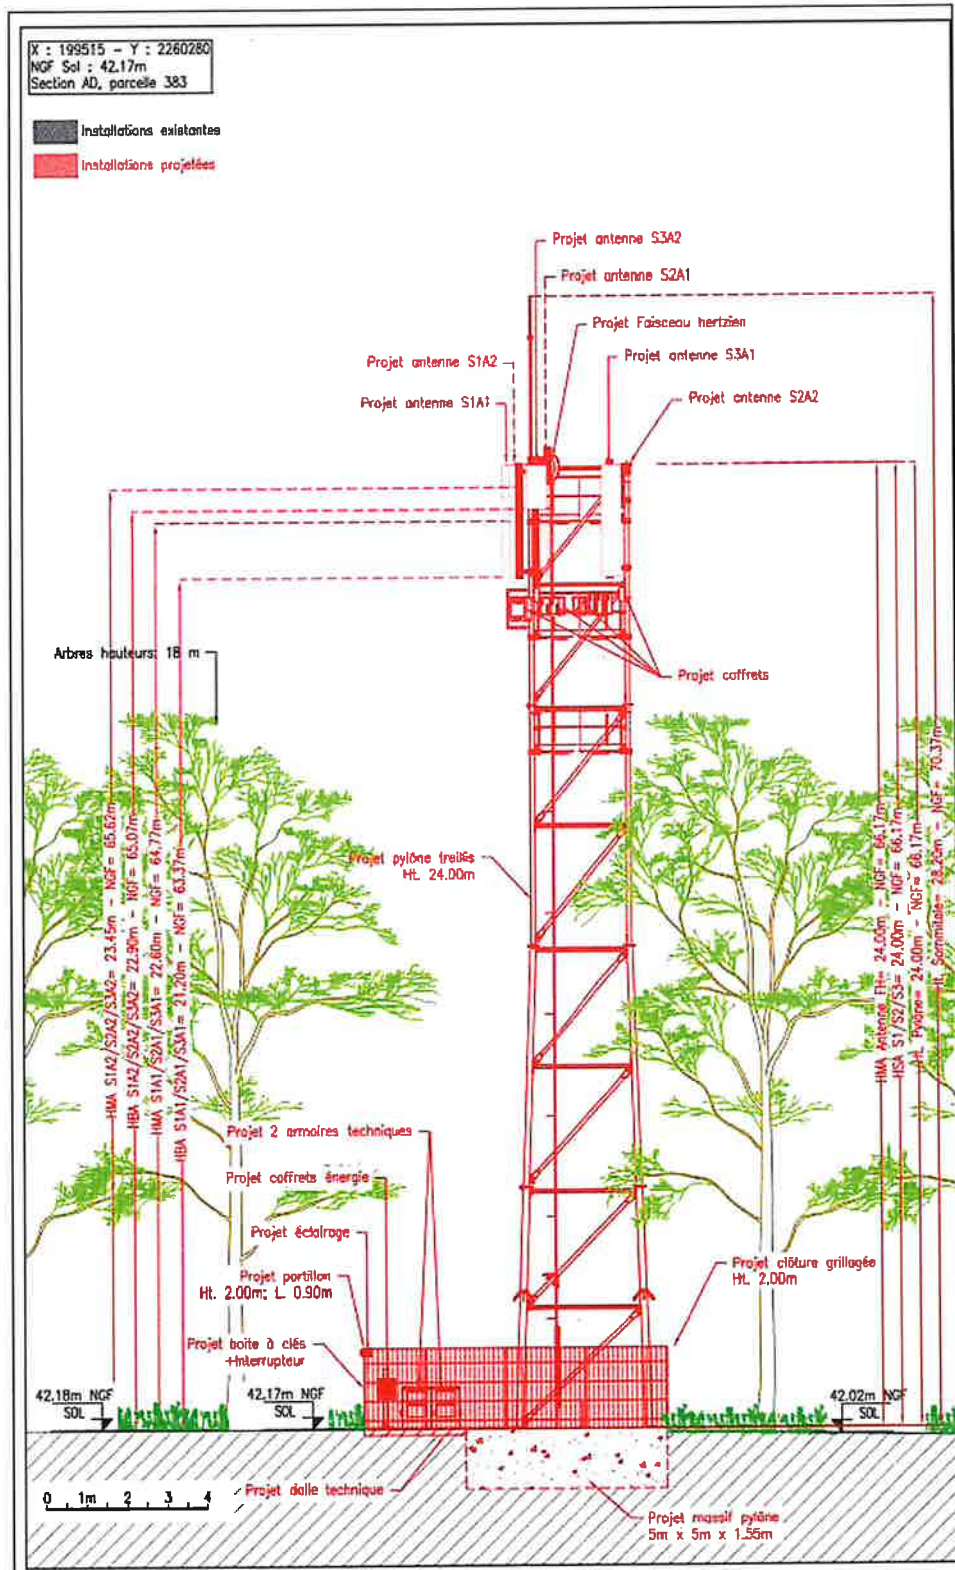 X : 199515 - Y : 2260280
NGF Sol : 42.17m
Section AD, parcelle 383
Installations existantes
Installations projetées
Projet antenne S3A2
Projet antenne S2A1
Projet Faisceau hertzien
Projet antenne S3A1
Projet antenne S1A2
Projet antenne S2A2
Projet antenne S1A1
Arbres hauteurs: 18 m
Projet coffrets
Projet pylône treillis
Ht. 24.00m
HMA S1A2/S2A2/S3A2= 23.45m - NGF= 65.62m
HBA S1A2/S2A2/S3A2= 22.90m - NGF= 65.07m
HMA S1A1/S2A1/S3A1= 22.60m - NGF= 64.77m
HBA S1A1/S2A1/S3A1= 21.20m - NGF= 63.37m
HMA Antenne FH= 24.00m - NGF= 66.17m
HSA S1/S2/S3= 24.00m - NGF= 66.17m
Ht. Pylône= 24.00m - NGF= 66.17m
Ht. Sommitale= 28.20m - NGF= 70.37m
Projet 2 armoires techniques
Projet coffrets énergie
Projet éclairage
Projet portillon
Ht. 2.00m; L. 0.90m
Projet clôture grillagée
Ht. 2.00m
Projet boite à clés
+Interrupteur
42.18m NGF
SOL
42.17m NGF
SOL
42.02m NGF
SOL
0 1m 2 3 4
Projet dalle technique
Projet massif pylône
5m x 5m x 1.55m